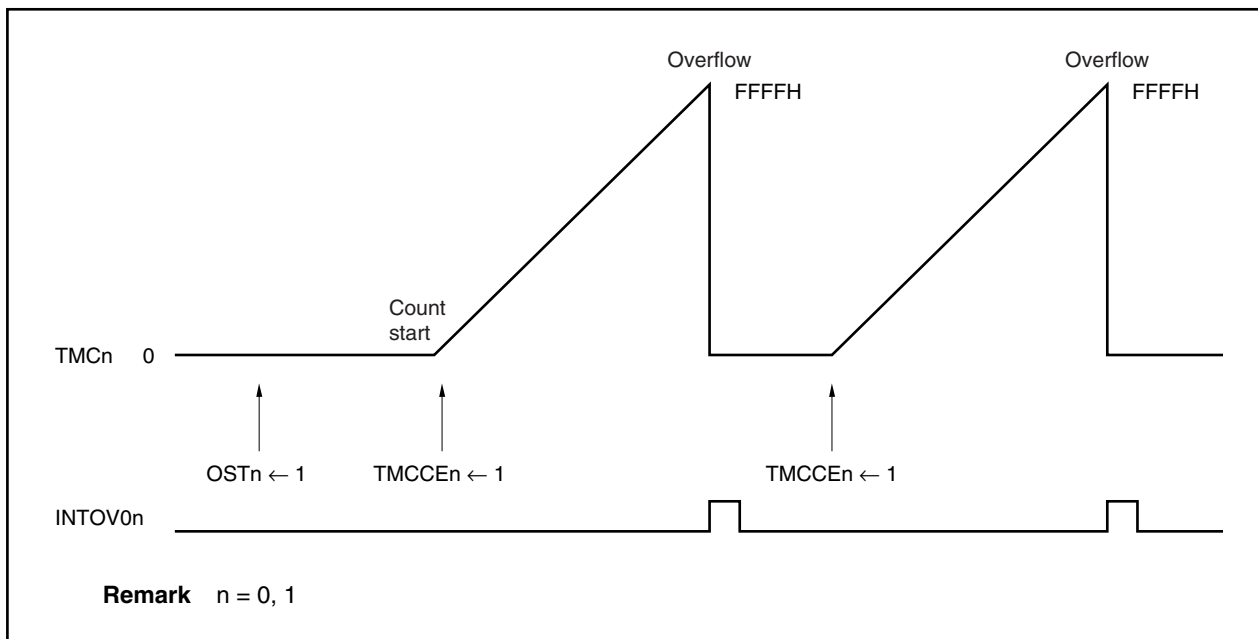 Overflow Overflow
FFFFH FFFFH
Count
start
TMCn 0
OSTn ← 1 TMCCEn ← 1 TMCCEn ← 1
INTOV0n
Remark n = 0, 1